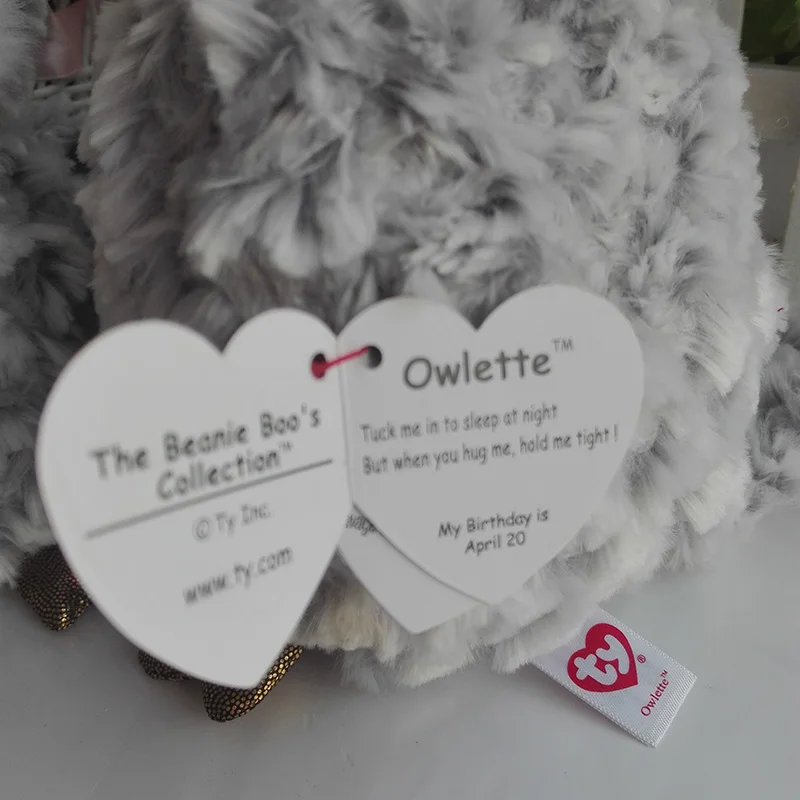 The Beanie Boo's
Collection™
© Ty Inc.
www.ty.com
Owlette™
Tuck me in to sleep at night
But when you hug me, hold me tight !
My Birthday is
April 20
ty®
Owlette™